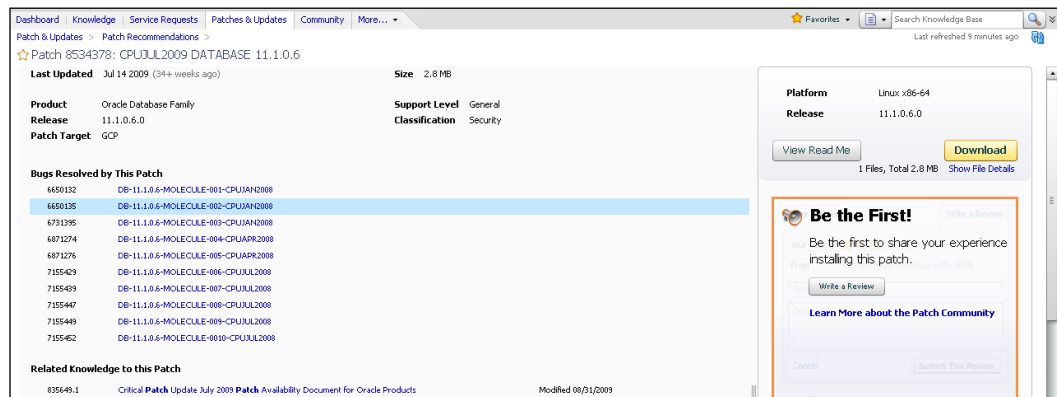 Dashboard Knowledge Service Requests Patches & Updates Community More...
Favorites Search Knowledge Base
Patch & Updates > Patch Recommendations >
Last refreshed 9 minutes ago
Patch 8534378: CPUJUL2009 DATABASE 11.1.0.6
Last Updated Jul 14 2009 (34+ weeks ago)
Size 2.8 MB
Product Oracle Database Family
Support Level General
Release 11.1.0.6.0
Classification Security
Patch Target GCP
Bugs Resolved by This Patch
6650132 DB-11.1.0.6-MOLECULE-001-CPUJAN2008
6650135 DB-11.1.0.6-MOLECULE-002-CPUJAN2008
6731395 DB-11.1.0.6-MOLECULE-003-CPUJAN2008
6871274 DB-11.1.0.6-MOLECULE-004-CPUAPR2008
6871276 DB-11.1.0.6-MOLECULE-005-CPUAPR2008
7155429 DB-11.1.0.6-MOLECULE-006-CPUJUL2008
7155439 DB-11.1.0.6-MOLECULE-007-CPUJUL2008
7155447 DB-11.1.0.6-MOLECULE-008-CPUJUL2008
7155449 DB-11.1.0.6-MOLECULE-009-CPUJUL2008
7155452 DB-11.1.0.6-MOLECULE-0010-CPUJUL2008
Related Knowledge to this Patch
835649.1 Critical Patch Update July 2009 Patch Availability Document for Oracle Products Modified 08/31/2009
Platform Linux x86-64
Release 11.1.0.6.0
View Read Me
Download
1 Files, Total 2.8 MB Show File Details
Be the First!
Write a Review
Be the first to share your experience
installing this patch.
Write a Review
Learn More about the Patch Community
Cancel
Submit This Review